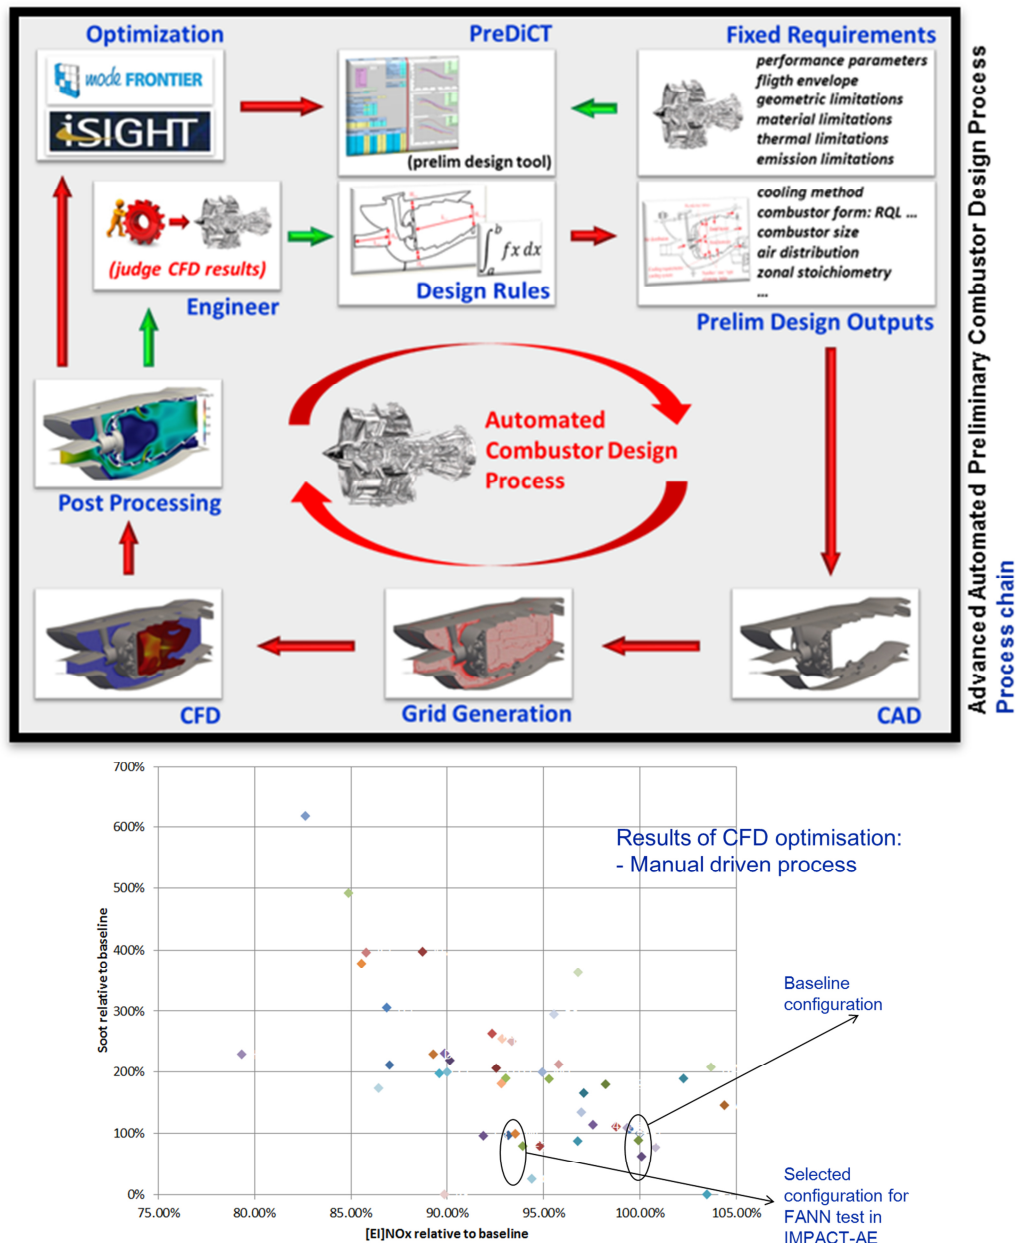 Optimization
PreDiCT
Fixed Requirements
mode FRONTIER
iSIGHT
(prelim design tool)
performance parameters
fligth envelope
geometric limitations
material limitations
thermal limitations
emission limitations
(judge CFD results)
Engineer
∫ba fx dx
Design Rules
cooling method
combustor form: RQL ...
combustor size
air distribution
zonal stoichiometry
...
Prelim Design Outputs
Automated
Combustor Design
Process
Post Processing
CFD
Grid Generation
CAD
Advanced Automated Preliminary Combustor Design Process
Process chain
700%
600%
500%
400%
300%
200%
100%
0%
Soot relative to baseline
75.00%
80.00%
85.00%
90.00%
95.00%
100.00%
105.00%
[EI]NOx relative to baseline
Results of CFD optimisation:
- Manual driven process
Baseline
configuration
Selected
configuration for
FANN test in
IMPACT-AE